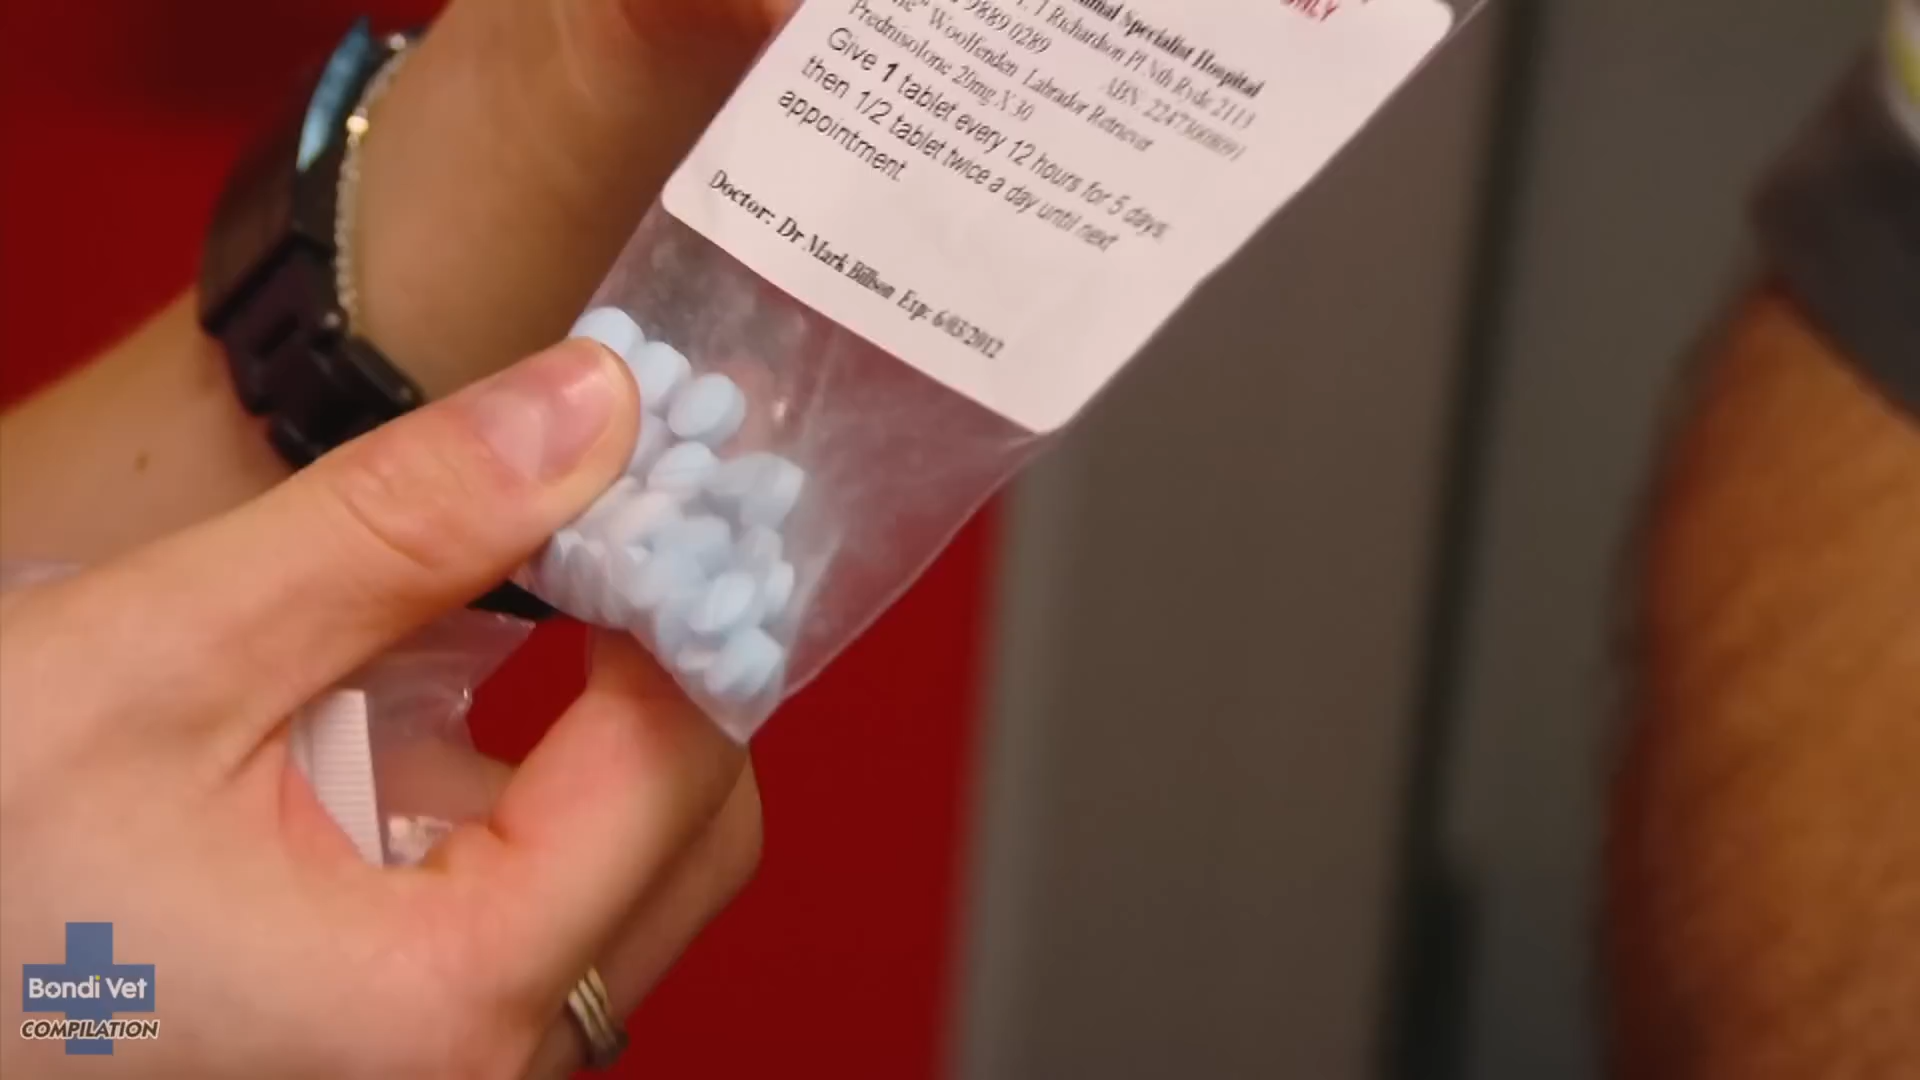 NLY
Animal Specialist Hospital
1 Richardson Pl Nth Ryde 2113
9889 0289
Woolfenden Labrador Retriever
Prednisolone 20mg X 30
Give 1 tablet every 12 hours for 5 days
then 1/2 tablet twice a day until next
appointment.
Doctor: Dr Mark Billson Exp: 6/03/2012
Bondi Vet
COMPILATION